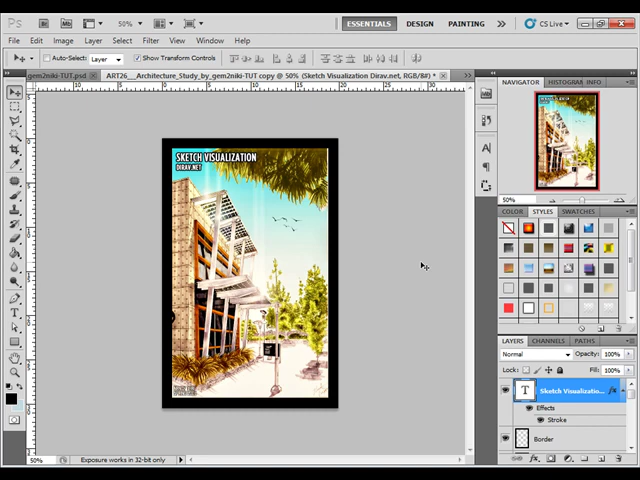 Ps
50%
ESSENTIALS
DESIGN
PAINTING
CS Live
File Edit Image Layer Select Filter View Window Help
Auto-Select: Layer Show Transform Controls
gem2niki-TUT.psd
ART26__Architecture_Study_by_gem2niki-TUT copy @ 50% (Sketch Visualization Dirav.net, RGB/8#) *
SKETCH VISUALIZATION
DIRAV.NET
NAVIGATOR HISTOGRAM INFO
50%
COLOR STYLES SWATCHES
LAYERS CHANNELS PATHS
Normal Opacity: 100%
Lock: Fill: 100%
T Sketch Visualizatio... fx
Effects
Stroke
Border
50% Exposure works in 32-bit only